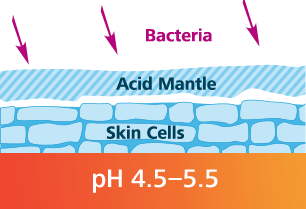 Bacteria
Acid Mantle
Skin Cells
pH 4.5–5.5